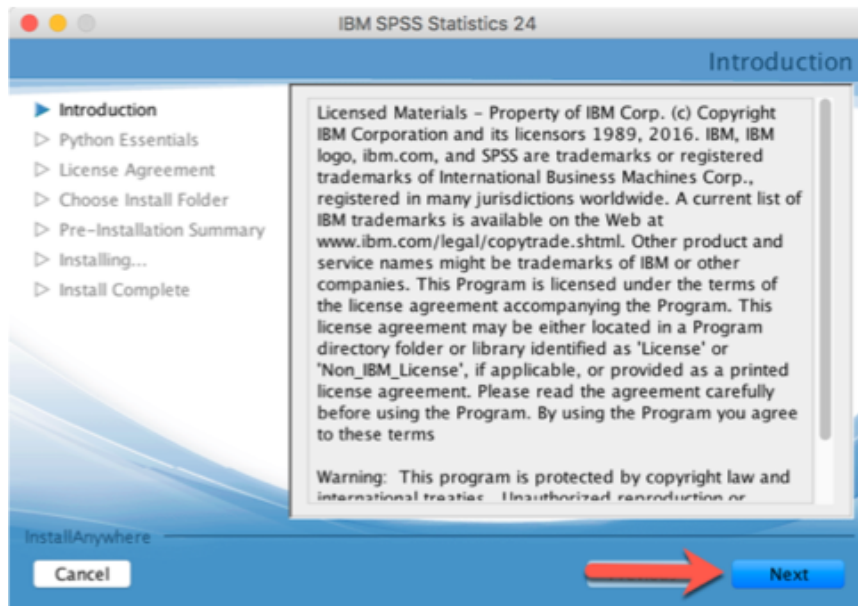 IBM SPSS Statistics 24
Introduction
Introduction
Python Essentials
License Agreement
Choose Install Folder
Pre-Installation Summary
Installing...
Install Complete
Licensed Materials – Property of IBM Corp. (c) Copyright
IBM Corporation and its licensors 1989, 2016. IBM, IBM
logo, ibm.com, and SPSS are trademarks or registered
trademarks of International Business Machines Corp.,
registered in many jurisdictions worldwide. A current list of
IBM trademarks is available on the Web at
www.ibm.com/legal/copytrade.shtml. Other product and
service names might be trademarks of IBM or other
companies. This Program is licensed under the terms of
the license agreement accompanying the Program. This
license agreement may be either located in a Program
directory folder or library identified as 'License' or
'Non_IBM_License', if applicable, or provided as a printed
license agreement. Please read the agreement carefully
before using the Program. By using the Program you agree
to these terms
Warning: This program is protected by copyright law and
international treaties. Unauthorized reproduction or
InstallAnywhere
Cancel
Next